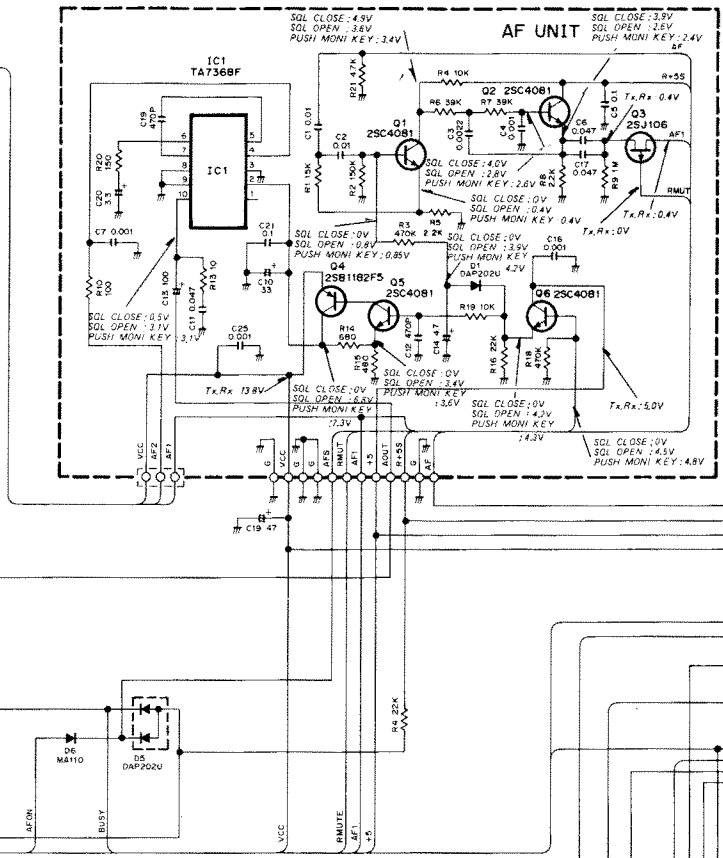 SQL CLOSE : 4.9V
SQL OPEN : 3.6V
PUSH MONI KEY : 3.4V
AF UNIT
SQL CLOSE : 3.9V
SQL OPEN : 2.6V
PUSH MONI KEY : 2.4V
AF
IC1
TA7368F
R21 4.7K
R4 10K
R+5S
Q2 2SC4081
R6 39K
R7 39K
C5 0.1
Tx,Rx : 0.4V
C19
470P
C1 0.01
Q1
2SC4081
C3
0.0022
C4
0.001
C6
0.047
Q3
2SJ106
C2
0.01
AF1
6
7
8
9
10
5
4
3
2
1
IC1
R20
150
C20
3.3
R1 15K
R2 150K
SQL CLOSE : 4.0V
SQL OPEN : 2.8V
PUSH MONI KEY : 2.6V
C17
0.047
R8
2.2K
R9 1M
SQL CLOSE : 0V
SQL OPEN : 0.4V
PUSH MONI KEY : 0.4V
RMUT
Tx,Rx : 0.4V
Tx,Rx : 0V
C7 0.001
C21
0.1
R5
2.2K
R3
470K
SQL CLOSE : 0V
SQL OPEN : 0.8V
PUSH MONI KEY : 0.85V
SQL CLOSE : 0V
SQL OPEN : 3.9V
PUSH MONI KEY
4.2V
D1
DAP202U
C18
0.001
R10
100
C13 100
R13 10
C11 0.047
C10
33
Q4
2SB1182F5
Q5
2SC4081
Q6 2SC4081
R19 10K
C12 470P
C14 4.7
SQL CLOSE : 0.5V
SQL OPEN : 3.1V
PUSH MONI KEY : 3.1V
C25
0.001
R14
680
R15
480
R16 22K
R18
470K
Tx,Rx 13.8V
SQL CLOSE : 0V
SQL OPEN : 3.4V
PUSH MONI KEY
: 3.6V
Tx,Rx : 5.0V
SQL CLOSE : 0V
SQL OPEN : 6.8V
PUSH MONI KEY
: 7.3V
SQL CLOSE : 0V
SQL OPEN : 4.2V
PUSH MONI KEY
: 4.3V
SQL CLOSE : 0V
SQL OPEN : 4.5V
PUSH MONI KEY : 4.8V
VCC
AF2
AF1
G
VCC
G
G
AFS
RMUT
AF1
+5
AOUT
R+5S
G
AF
C19 47
R4 22K
D6
MA110
D5
DAP202U
AFON
BUSY
VCC
RMUTE
AF1
+5